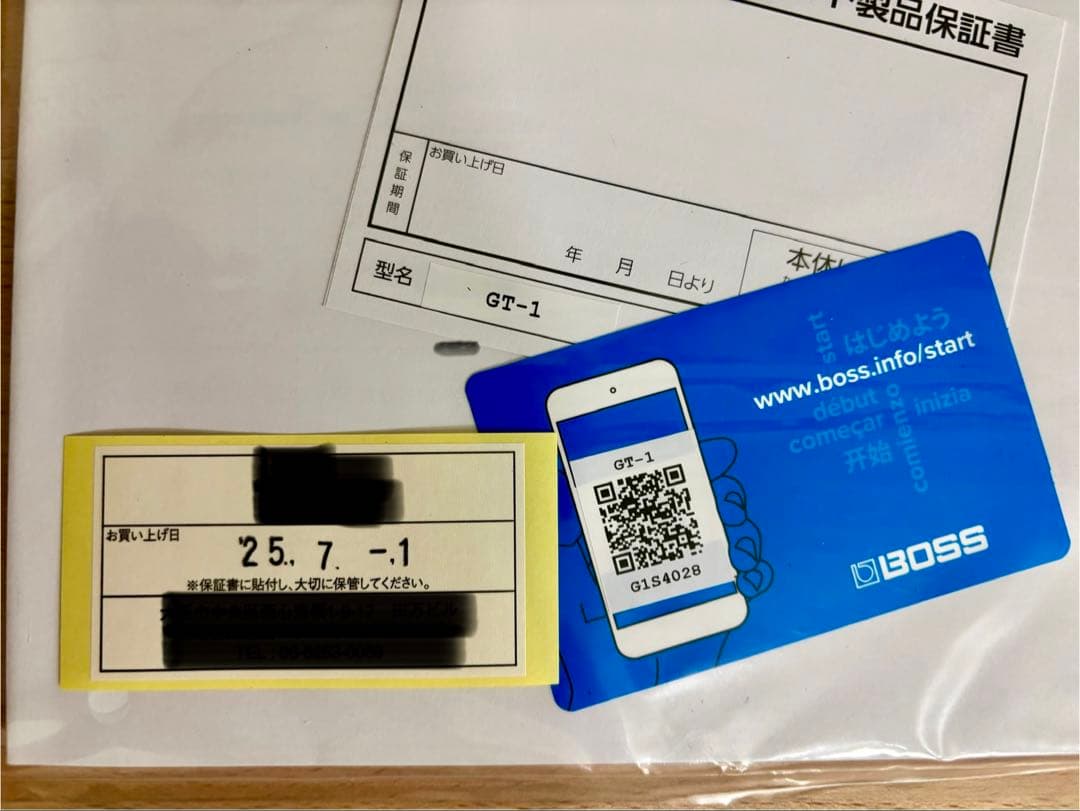 製品保証書
保証期間
お買い上げ日
年 月 日より
本体
型名
GT-1
start
はじめよう
www.boss.info/start
début
começar
comienzo
inizia
开始
GT-1
G1S4028
BOSS
お買い上げ日
'25., 7. -.1
※保証書に貼付し、大切に保管してください。